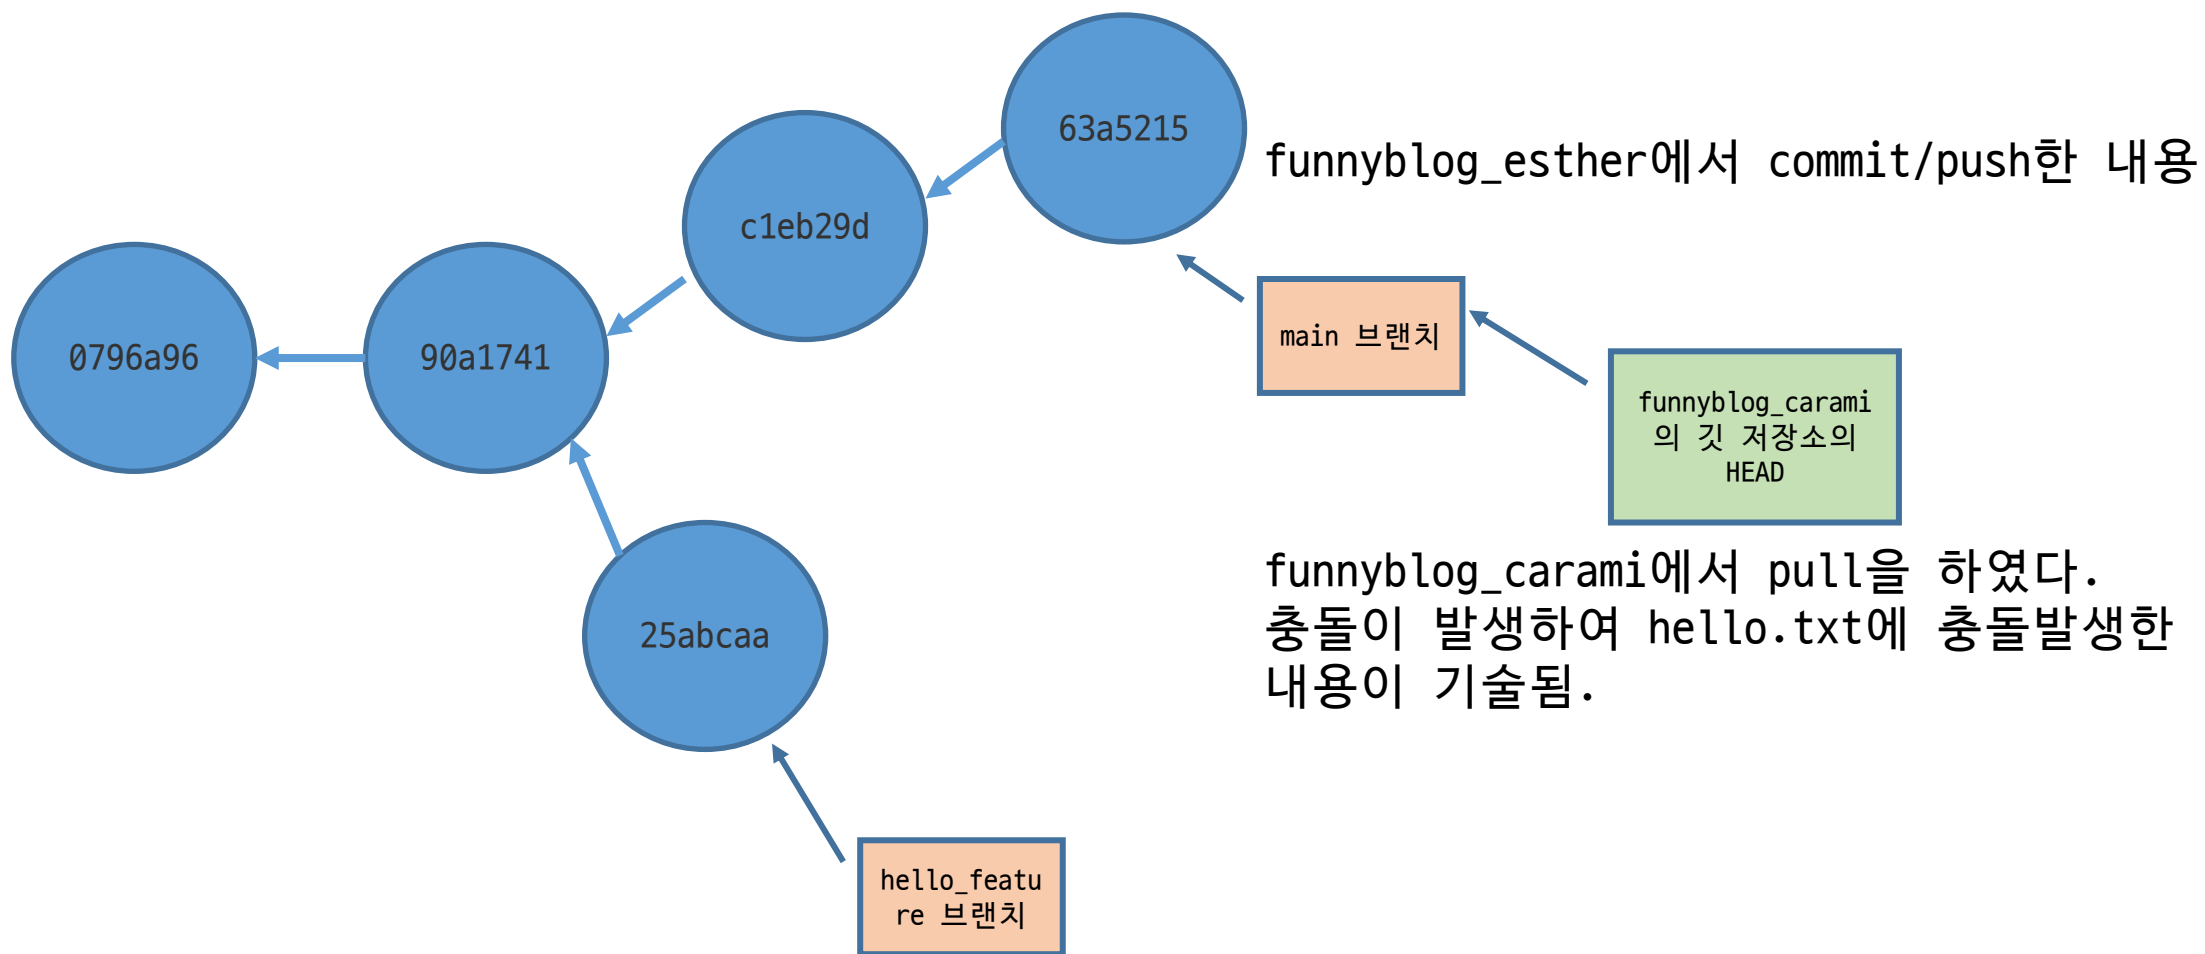 63a5215
funnyblog_esther에서 commit/push한 내용
c1eb29d
0796a96
90a1741
main 브랜치
funnyblog_carami
의 깃 저장소의
HEAD
funnyblog_carami에서 pull을 하였다.
충돌이 발생하여 hello.txt에 충돌발생한
내용이 기술됨.
25abcaa
hello_featu
re 브랜치